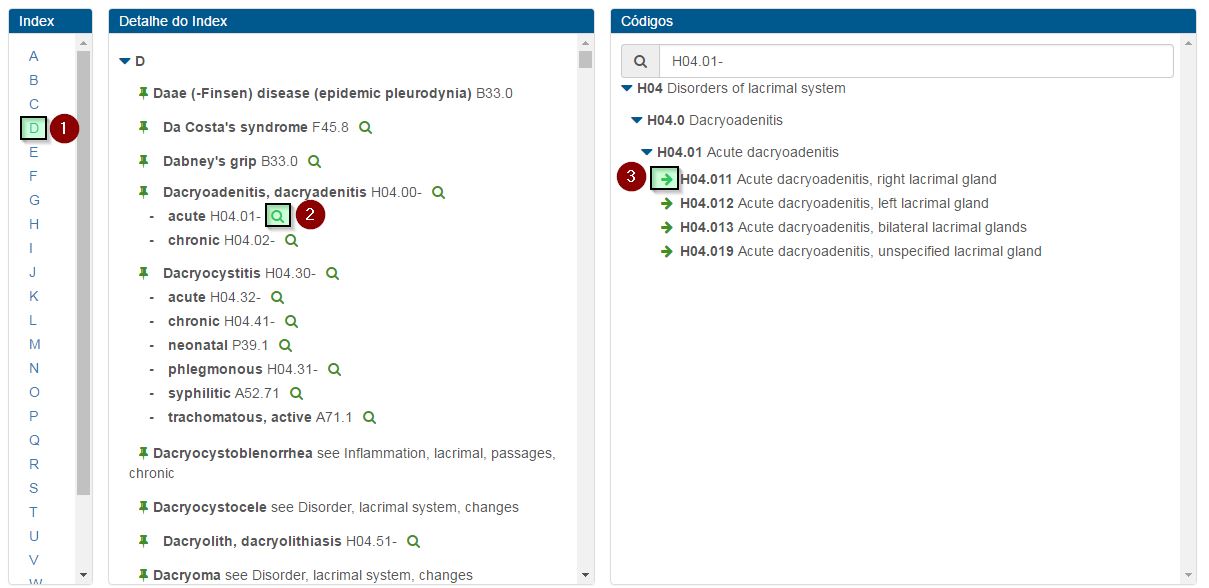 Index
A
B
C
D 1
E
F
G
H
I
J
K
L
M
N
O
P
Q
R
S
T
U
V
W
Detalhe do Index
D
Daae (-Finsen) disease (epidemic pleurodynia) B33.0
Da Costa's syndrome F45.8
Dabney's grip B33.0
Dacryoadenitis, dacryadenitis H04.00-
- acute H04.01- 2
- chronic H04.02-
Dacryocystitis H04.30-
- acute H04.32-
- chronic H04.41-
- neonatal P39.1
- phlegmonous H04.31-
- syphilitic A52.71
- trachomatous, active A71.1
Dacryocystoblenorrhea see Inflammation, lacrimal, passages,
chronic
Dacryocystocele see Disorder, lacrimal system, changes
Dacryolith, dacryolithiasis H04.51-
Dacryoma see Disorder, lacrimal system, changes
Códigos
H04.01-
H04 Disorders of lacrimal system
H04.0 Dacryoadenitis
H04.01 Acute dacryoadenitis
3 H04.011 Acute dacryoadenitis, right lacrimal gland
H04.012 Acute dacryoadenitis, left lacrimal gland
H04.013 Acute dacryoadenitis, bilateral lacrimal glands
H04.019 Acute dacryoadenitis, unspecified lacrimal gland